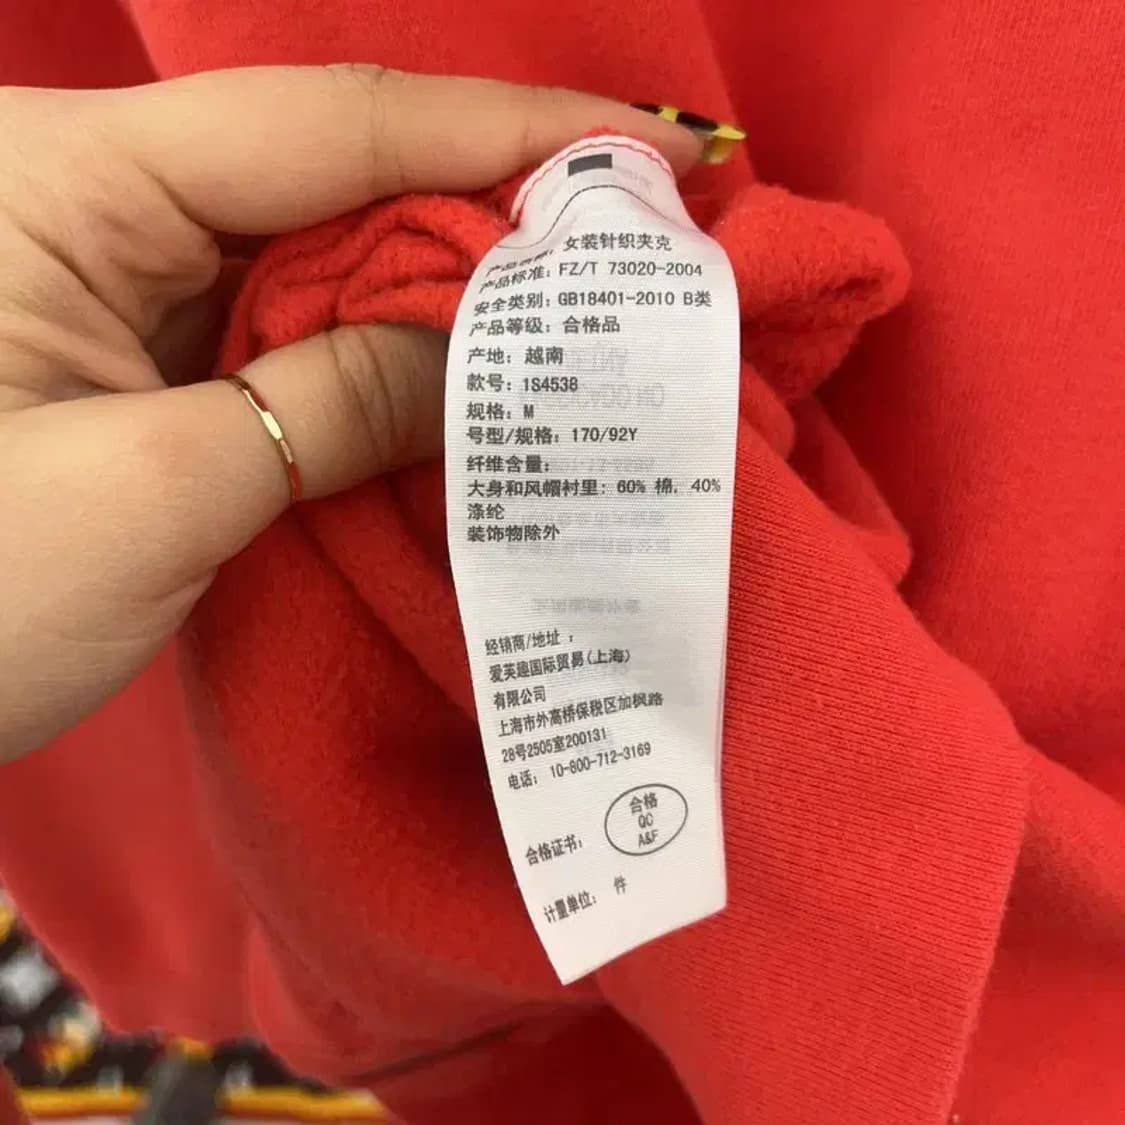 产品名称: 女装针织夹克
产品标准: FZ/T 73020-2004
安全类别: GB18401-2010 B类
产品等级: 合格品
产地: 越南
款号: 1S4538
规格: M
号型/规格: 170/92Y
纤维含量:
大身和风帽衬里: 60% 棉, 40%
涤纶
装饰物除外
经销商/地址 :
爱芙趣国际贸易(上海)
有限公司
上海市外高桥保税区加枫路
28号2505室200131
电话: 10-800-712-3169
合格
QC
A&F
合格证书:
计量单位: 件